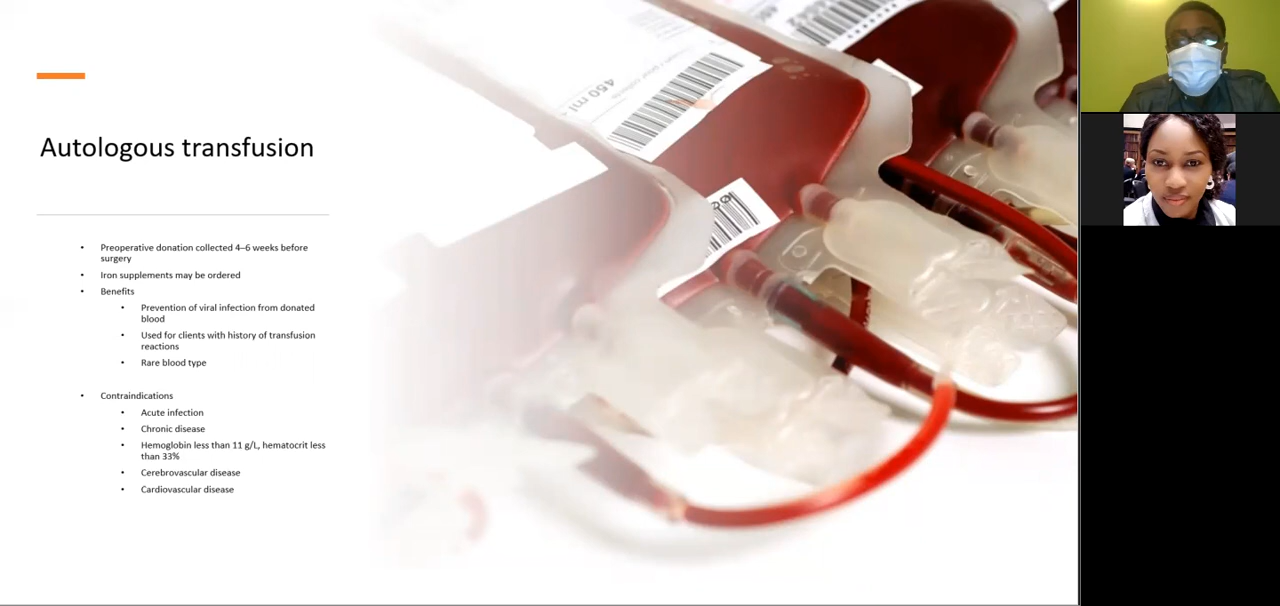 Autologous transfusion
• Preoperative donation collected 4–6 weeks before
surgery
• Iron supplements may be ordered
• Benefits
• Prevention of viral infection from donated
blood
• Used for clients with history of transfusion
reactions
• Rare blood type
• Contraindications
• Acute infection
• Chronic disease
• Hemoglobin less than 11 g/L, hematocrit less
than 33%
• Cerebrovascular disease
• Cardiovascular disease
450 ml